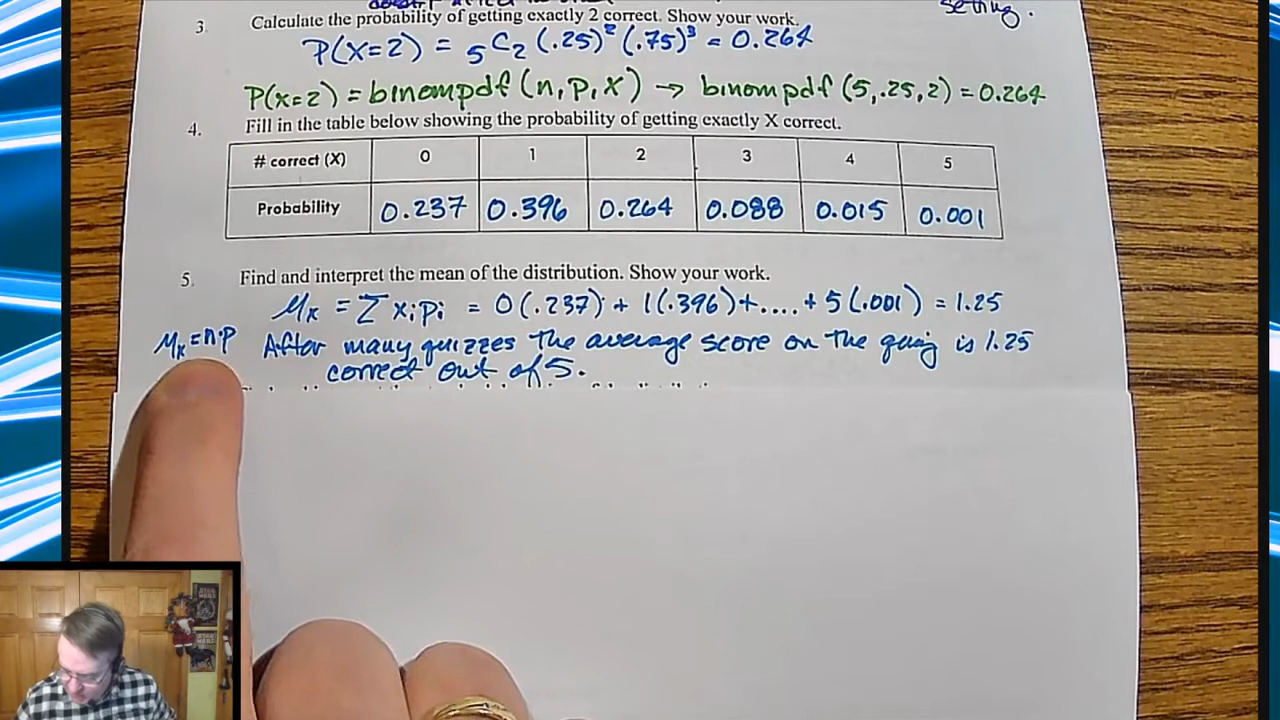 setting.
3. Calculate the probability of getting exactly 2 correct. Show your work.
P(X=2) = ₅C₂ (.25)² (.75)³ = 0.264
P(x=2) = binompdf (n, p, x) → binompdf (5, .25, 2) = 0.264
4. Fill in the table below showing the probability of getting exactly X correct.
# correct (X) 0 1 2 3 4 5
Probability 0.237 0.396 0.264 0.088 0.015 0.001
5. Find and interpret the mean of the distribution. Show your work.
μₓ = Σ xᵢpᵢ = 0(.237) + 1(.396)+....+ 5(.001) = 1.25
μₓ=n·p After many quizzes the average score on the quiz is 1.25
correct out of 5.
STAR WARS
STAR WARS